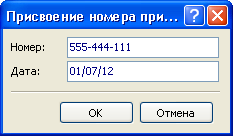 Присвоение номера при...
Номер: 555-444-111
Дата: 01/07/12
OK Отмена